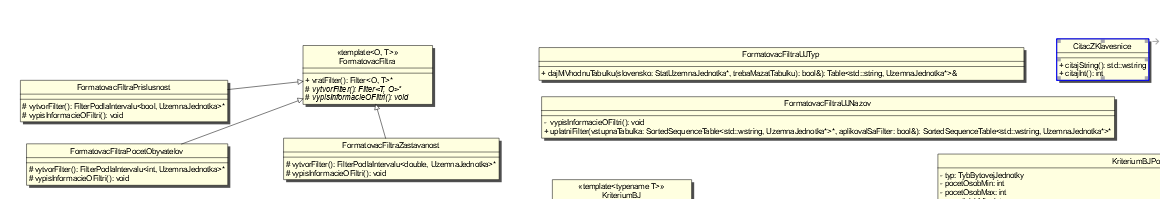 «template<O, T>»
FormatovacFiltra
+ vratFilter(): Filter<O, T>*
# vytvorFilter(): Filter<T, O>*
# vypisInformacieOFiltri(): void
FormatovacFiltraPrislusnost
# vytvorFilter(): FilterPodlaIntervalu<bool, UzemnaJednotka>*
# vypisInformacieOFiltri(): void
FormatovacFiltraPocetObyvatelov
# vytvorFilter(): FilterPodlaIntervalu<int, UzemnaJednotka>*
# vypisInformacieOFiltri(): void
FormatovacFiltraZastavanost
# vytvorFilter(): FilterPodlaIntervalu<double, UzemnaJednotka>*
# vypisInformacieOFiltri(): void
FormatovacFiltraUJTyp
+ dajMVhodnuTabulku(slovensko: StatUzemnaJednotka*, trebaMazatTabulku): bool&): Table<std::string, UzemnaJednotka*>&
CitacZKlavesnice
+ citajString(): std::wstring
+ citajInt(): int
FormatovacFiltraUJNazov
- vypisInformacieOFiltri(): void
+ uplatniFilter(vstupnaTabulka: SortedSequenceTable<std::wstring, UzemnaJednotka*>*, aplikovalSaFilter: bool&): SortedSequenceTable<std::wstring, UzemnaJednotka*>*
«template<typename T>»
KriteriumBJ
KriteriumBJPo
- typ: TypBytovejJednotky
- pocetOsobMin: int
- pocetOsobMax: int